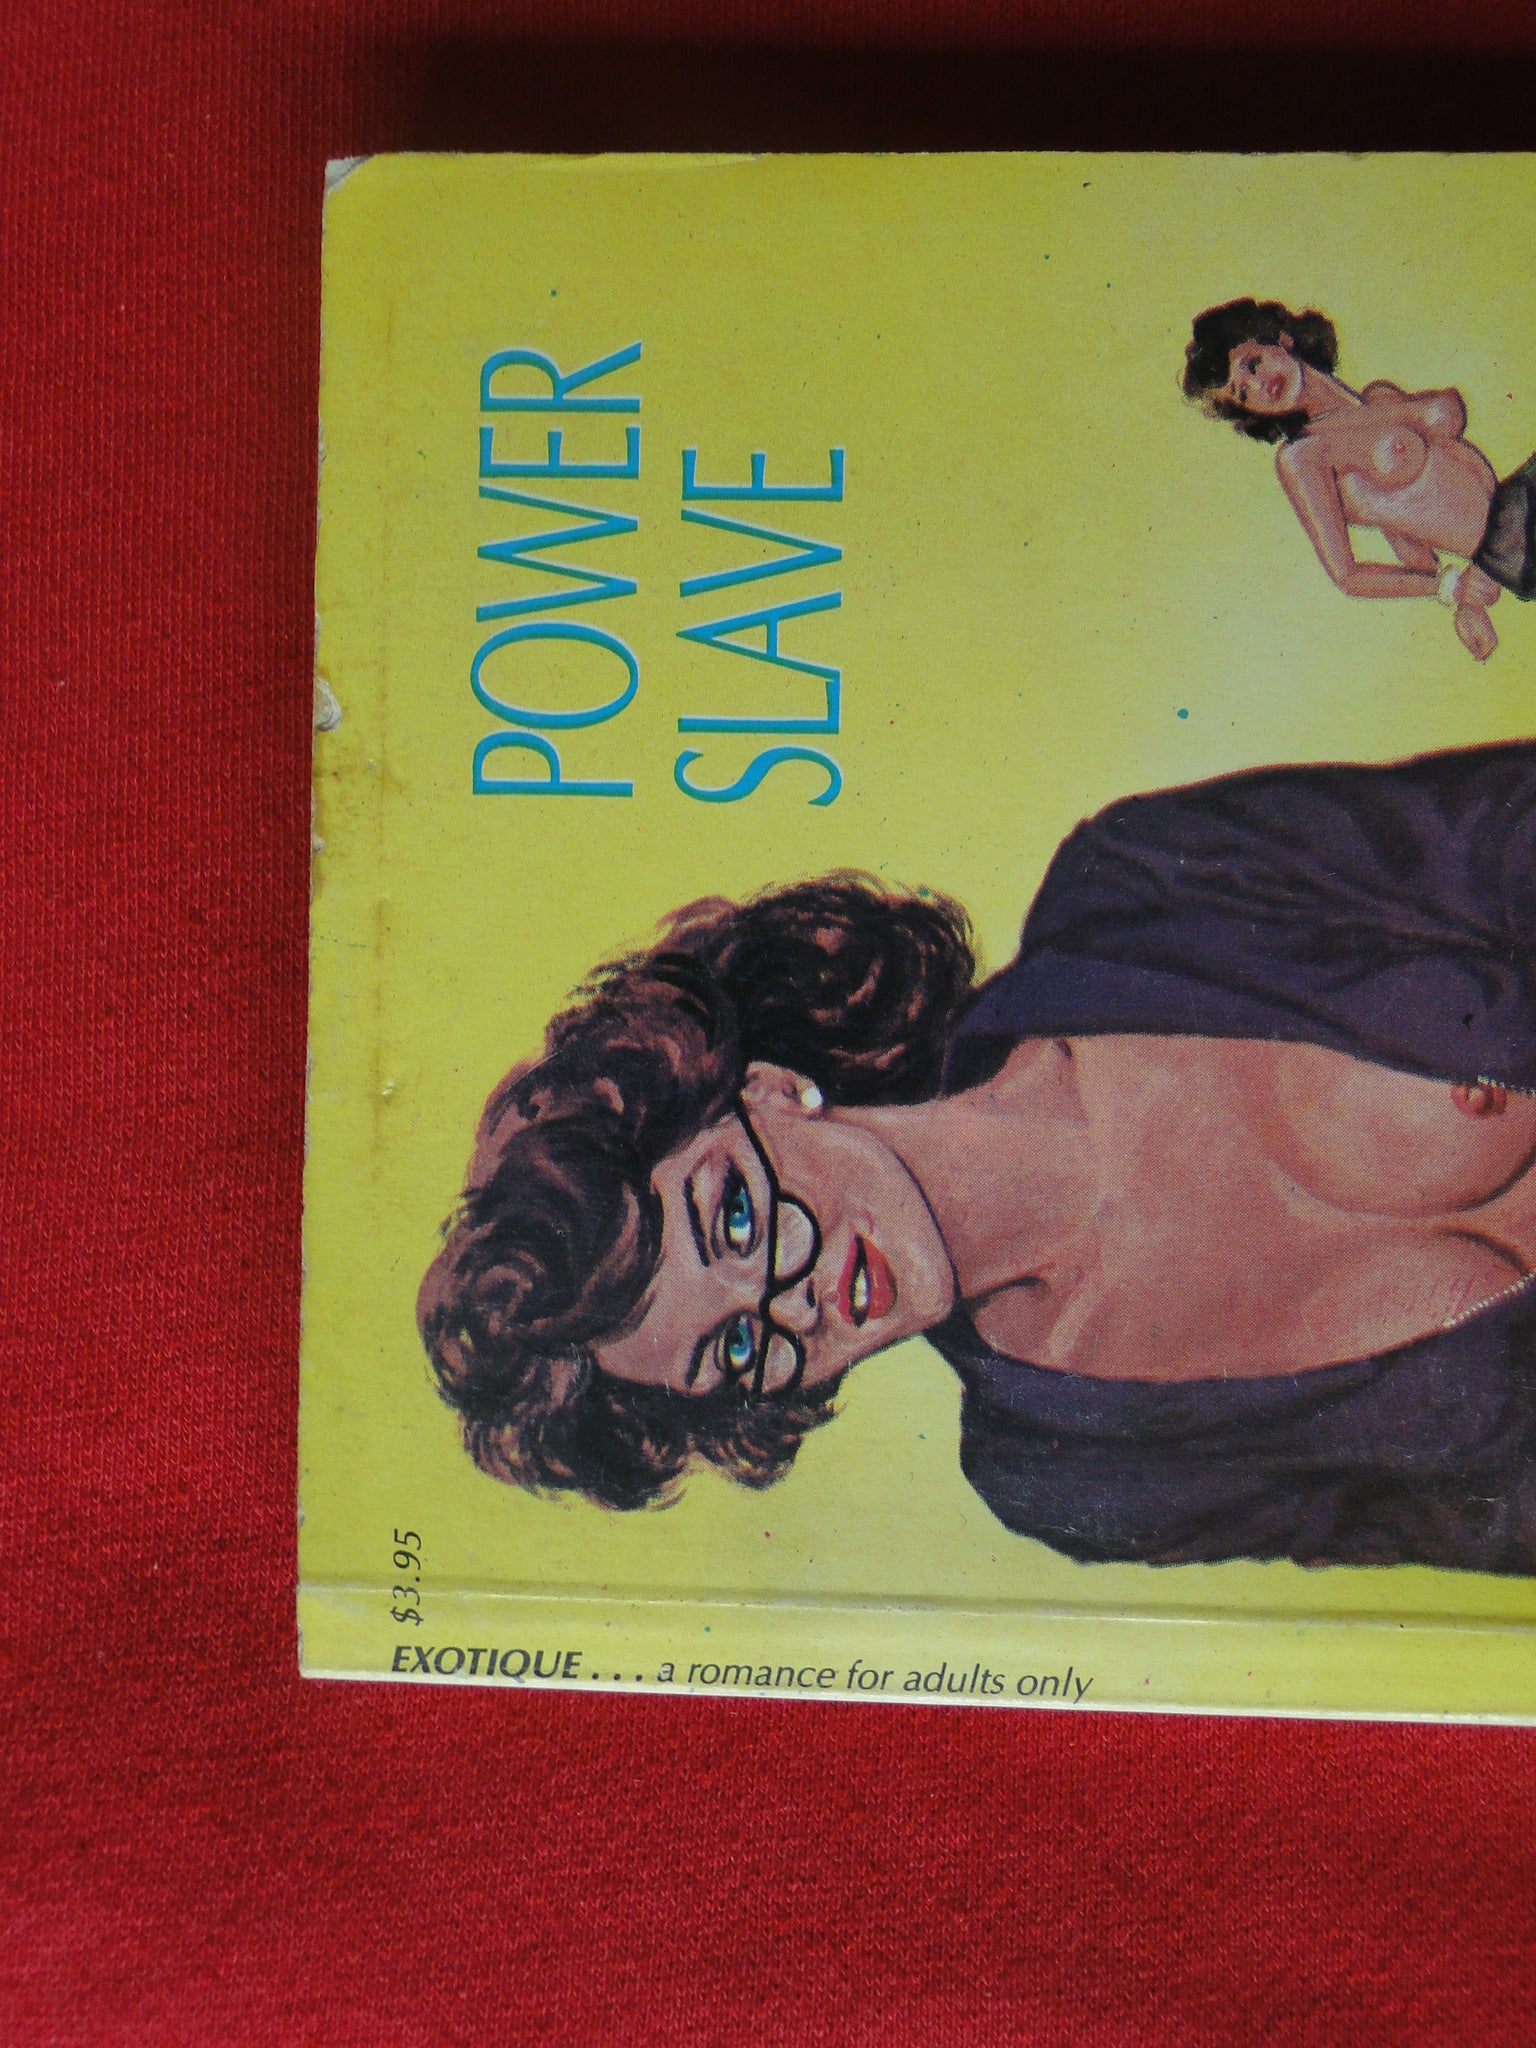 EXOTIQUE... a romance for adults only
$3.95
POWER
SLAVE